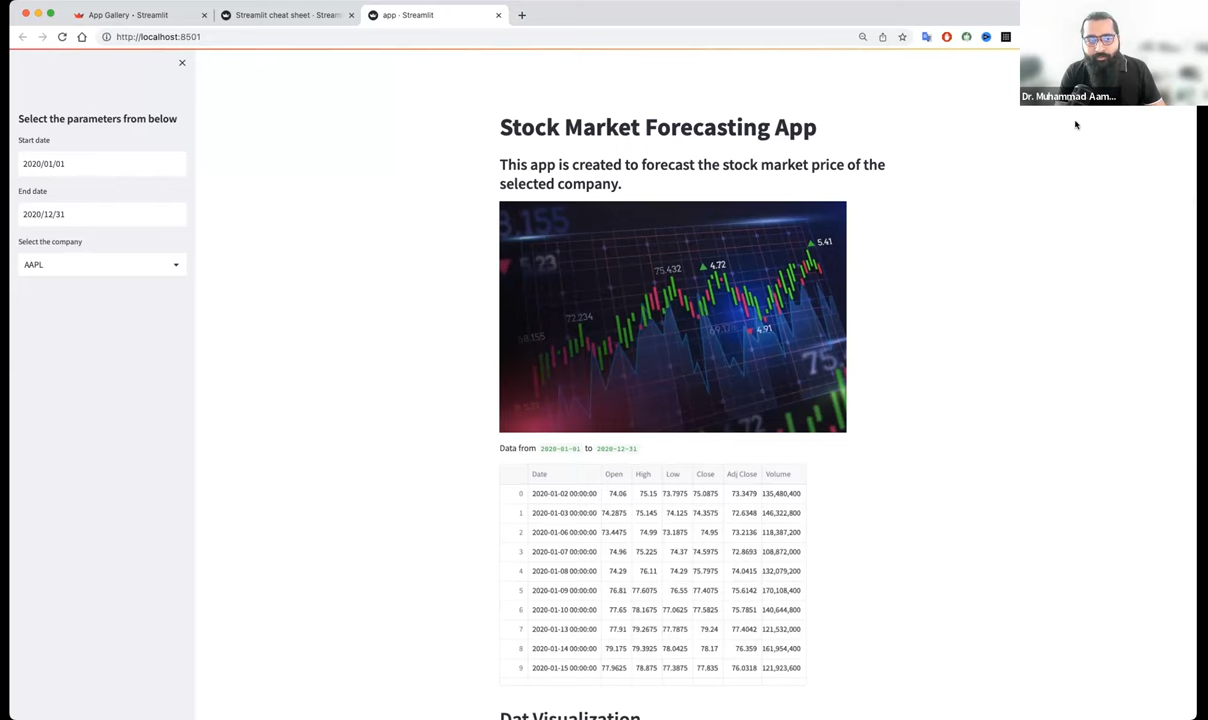 App Gallery • Streamlit
Streamlit cheat sheet · Stream
app · Streamlit
http://localhost:8501
Dr. Muhammad Aam...
Select the parameters from below
Start date
2020/01/01
End date
2020/12/31
Select the company
AAPL
Stock Market Forecasting App
This app is created to forecast the stock market price of the
selected company.
8.155
5.23
72.234
75.432
4.72
5.41
4.91
75.
72
Data from 2020-01-01 to 2020-12-31
Date Open High Low Close Adj Close Volume
0 2020-01-02 00:00:00 74.06 75.15 73.7975 75.0875 73.3479 135,480,400
1 2020-01-03 00:00:00 74.2875 75.145 74.125 74.3575 72.6348 146,322,800
2 2020-01-06 00:00:00 73.4475 74.99 73.1875 74.95 73.2136 118,387,200
3 2020-01-07 00:00:00 74.96 75.225 74.37 74.5975 72.8693 108,872,000
4 2020-01-08 00:00:00 74.29 76.11 74.29 75.7975 74.0415 132,079,200
5 2020-01-09 00:00:00 76.81 77.6075 76.55 77.4075 75.6142 170,108,400
6 2020-01-10 00:00:00 77.65 78.1675 77.0625 77.5825 75.7851 140,644,800
7 2020-01-13 00:00:00 77.91 79.2675 77.7875 79.24 77.4042 121,532,000
8 2020-01-14 00:00:00 79.175 79.3925 78.0425 78.17 76.359 161,954,400
9 2020-01-15 00:00:00 77.9625 78.875 77.3875 77.835 76.0318 121,923,600
Dat Visualization